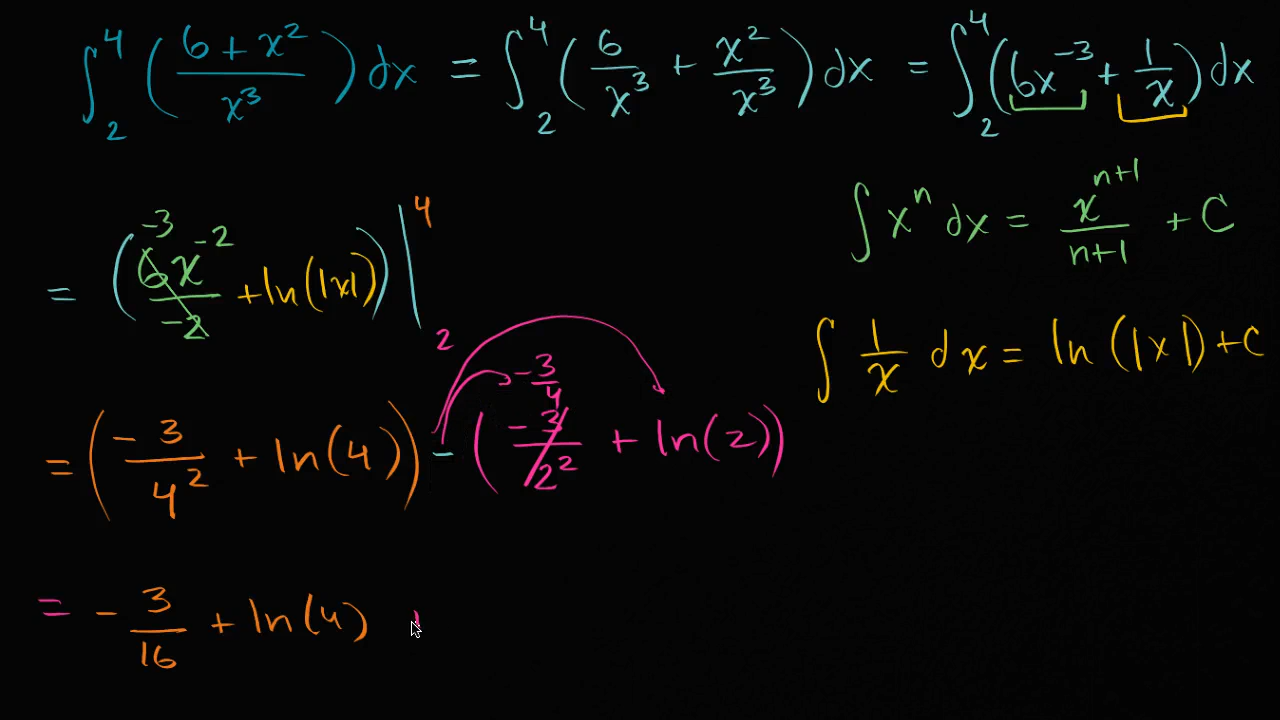 ∫₂⁴ ((6 + x²)/x³) dx = ∫₂⁴ (6/x³ + x²/x³) dx = ∫₂⁴ (6x⁻³ + 1/x) dx
∫ xⁿ dx = xⁿ⁺¹/(n+1) + C
= (-3 6x⁻²/-2 + ln(|x|)) |₂⁴
∫ 1/x dx = ln(|x|) + C
-3/4
= (-3/4² + ln(4)) - (-3/2² + ln(2))
= -3/16 + ln(4)